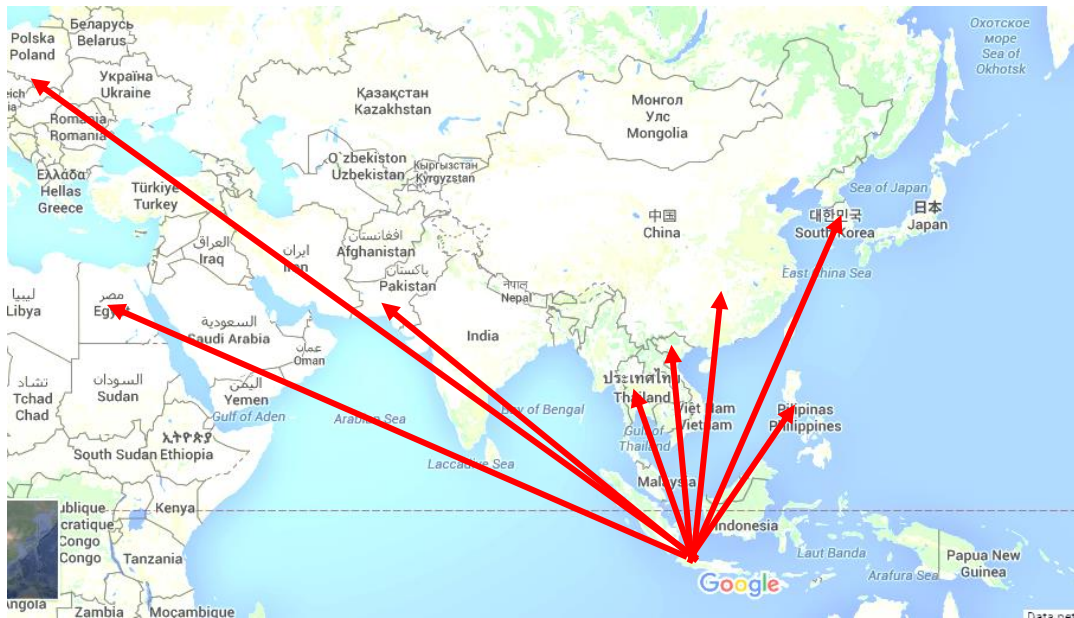 Беларусь
Belarus
Polska
Poland
Україна
Ukraine
Romania
Ελλάδα
Hellas
Greece
Türkiye
Turkey
Қазақстан
Kazakhstan
Oʻzbekiston
Uzbekistan
Кыргызстан
Kyrgyzstan
Монгол
Улс
Mongolia
Охотское
море
Sea of
Okhotsk
Sea of Japan
日本
Japan
대한민국
South Korea
中国
China
East China Sea
افغانستان
Afghanistan
ایران
Iran
العراق
Iraq
پاکستان
Pakistan
नेपाल
Nepal
India
ليبيا
Libya
مصر
Egypt
السعودية
Saudi Arabia
عمان
Oman
اليمن
Yemen
Gulf of Aden
Arabian Sea
Bay of Bengal
Laccadive Sea
تشاد
Tchad
Chad
السودان
Sudan
South Sudan
ኢትዮጵያ
Ethiopia
ประเทศไทย
Thailand
Gulf of
Thailand
Việt Nam
Vietnam
Pilipinas
Philippines
Malaysia
Indonesia
Laut Banda
Arafura Sea
Papua New
Guinea
Kenya
Tanzania
ublique
cratique
Congo
Congo
Angola
Zambia
Moçambique
Google